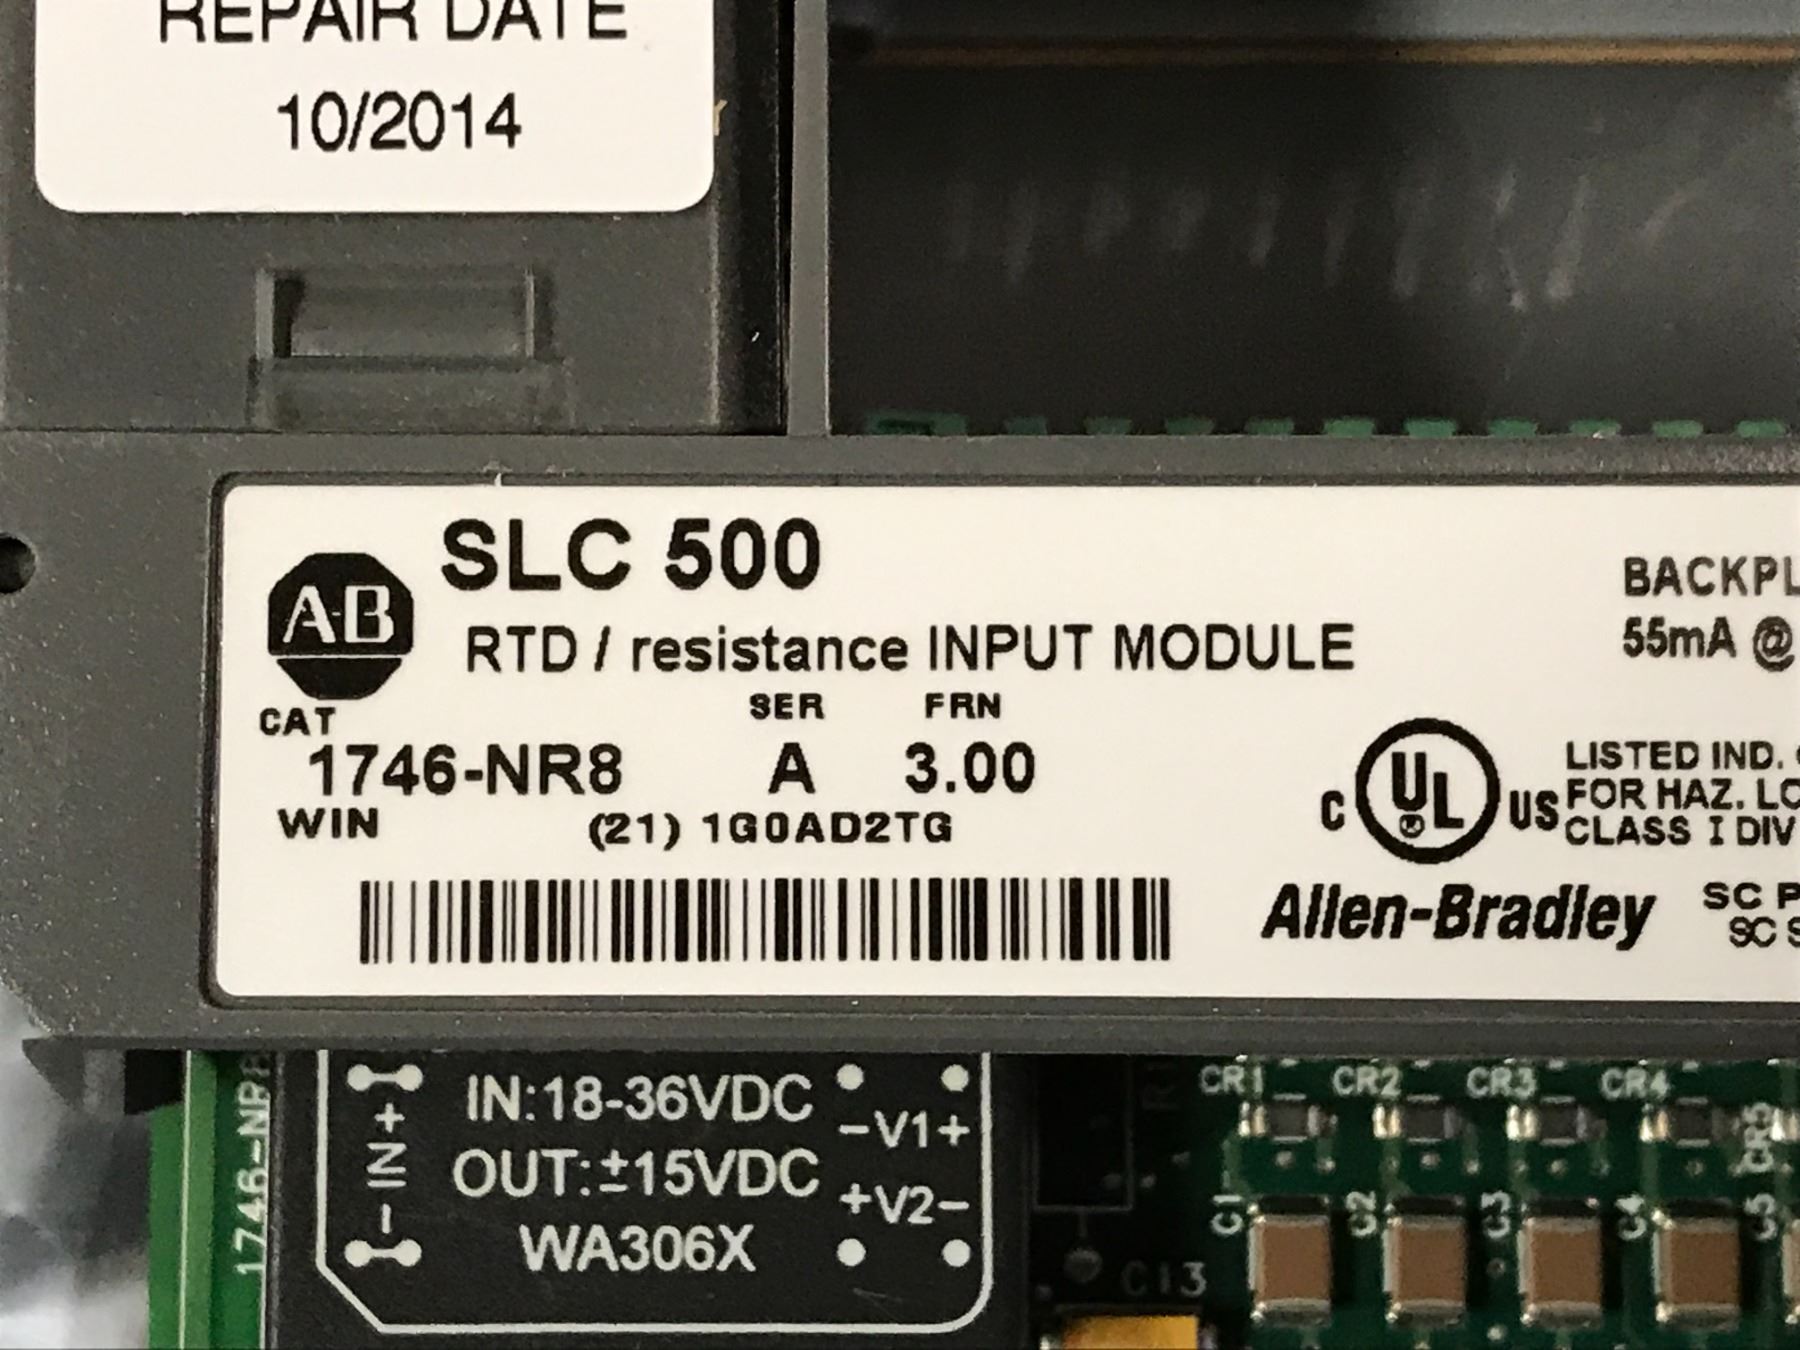 REPAIR DATE
10/2014
A-B
SLC 500
RTD / resistance INPUT MODULE
SER FRN
CAT
1746-NR8 A 3.00
WIN (21) 1G0AD2TG
55mA @
C UL ® US
LISTED IND.
FOR HAZ.
CLASS I DIV
Allen-Bradley
SC
SC
1746-NR
+ IN -
IN:18-36VDC
OUT:±15VDC
WA306X
-V1+
+V2-
CR1 CR2 CR3 CR4 CR5
C1 C2 C3 C4 C5
C13